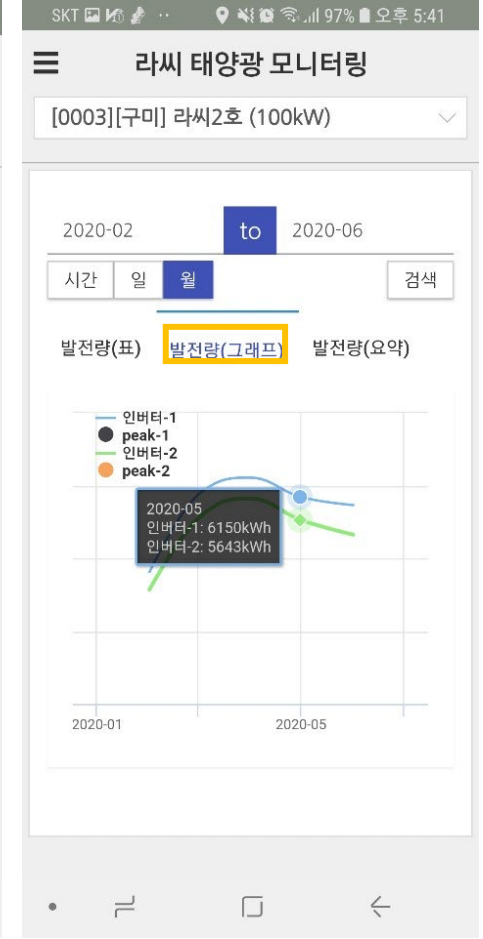 SKT 97% 오후 5:41
라씨 태양광 모니터링
[0003][구미] 라씨2호 (100kW)
2020-02 to 2020-06
시간 일 월 검색
발전량(표) 발전량(그래프) 발전량(요약)
인버터-1
peak-1
인버터-2
peak-2
2020-05
인버터-1: 6150kWh
인버터-2: 5643kWh
2020-01 2020-05